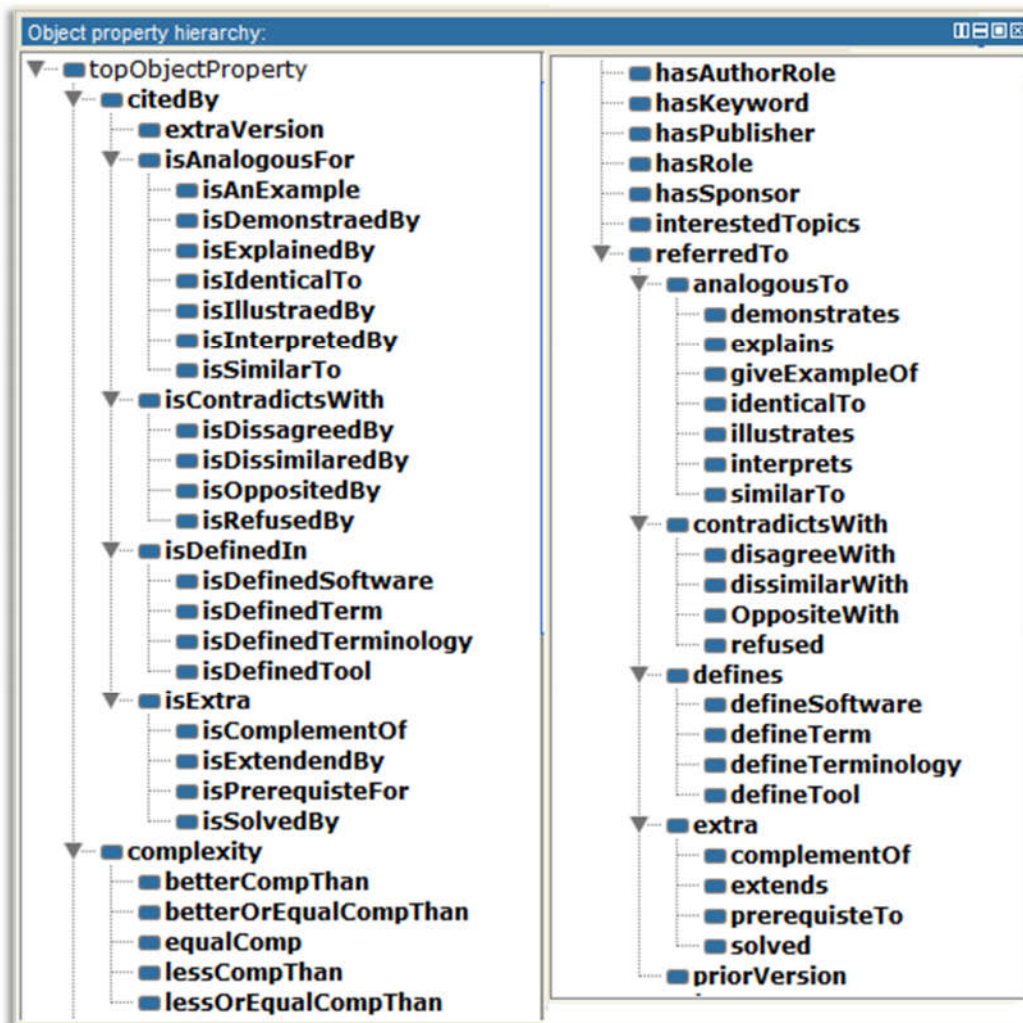 Object property hierarchy:
topObjectProperty
citedBy
extraVersion
isAnalogousFor
isAnExample
isDemonstraedBy
isExplainedBy
isIdenticalTo
isIllustraedBy
isInterpretedBy
isSimilarTo
isContradictsWith
isDissagreedBy
isDissimilaredBy
isOppositedBy
isRefusedBy
isDefinedIn
isDefinedSoftware
isDefinedTerm
isDefinedTerminology
isDefinedTool
isExtra
isComplementOf
isExtendendBy
isPrerequisteFor
isSolvedBy
complexity
betterCompThan
betterOrEqualCompThan
equalComp
lessCompThan
lessOrEqualCompThan
hasAuthorRole
hasKeyword
hasPublisher
hasRole
hasSponsor
interestedTopics
referredTo
analogousTo
demonstrates
explains
giveExampleOf
identicalTo
illustrates
interprets
similarTo
contradictsWith
disagreeWith
dissimilarWith
OppositeWith
refused
defines
defineSoftware
defineTerm
defineTerminology
defineTool
extra
complementOf
extends
prerequisteTo
solved
priorVersion